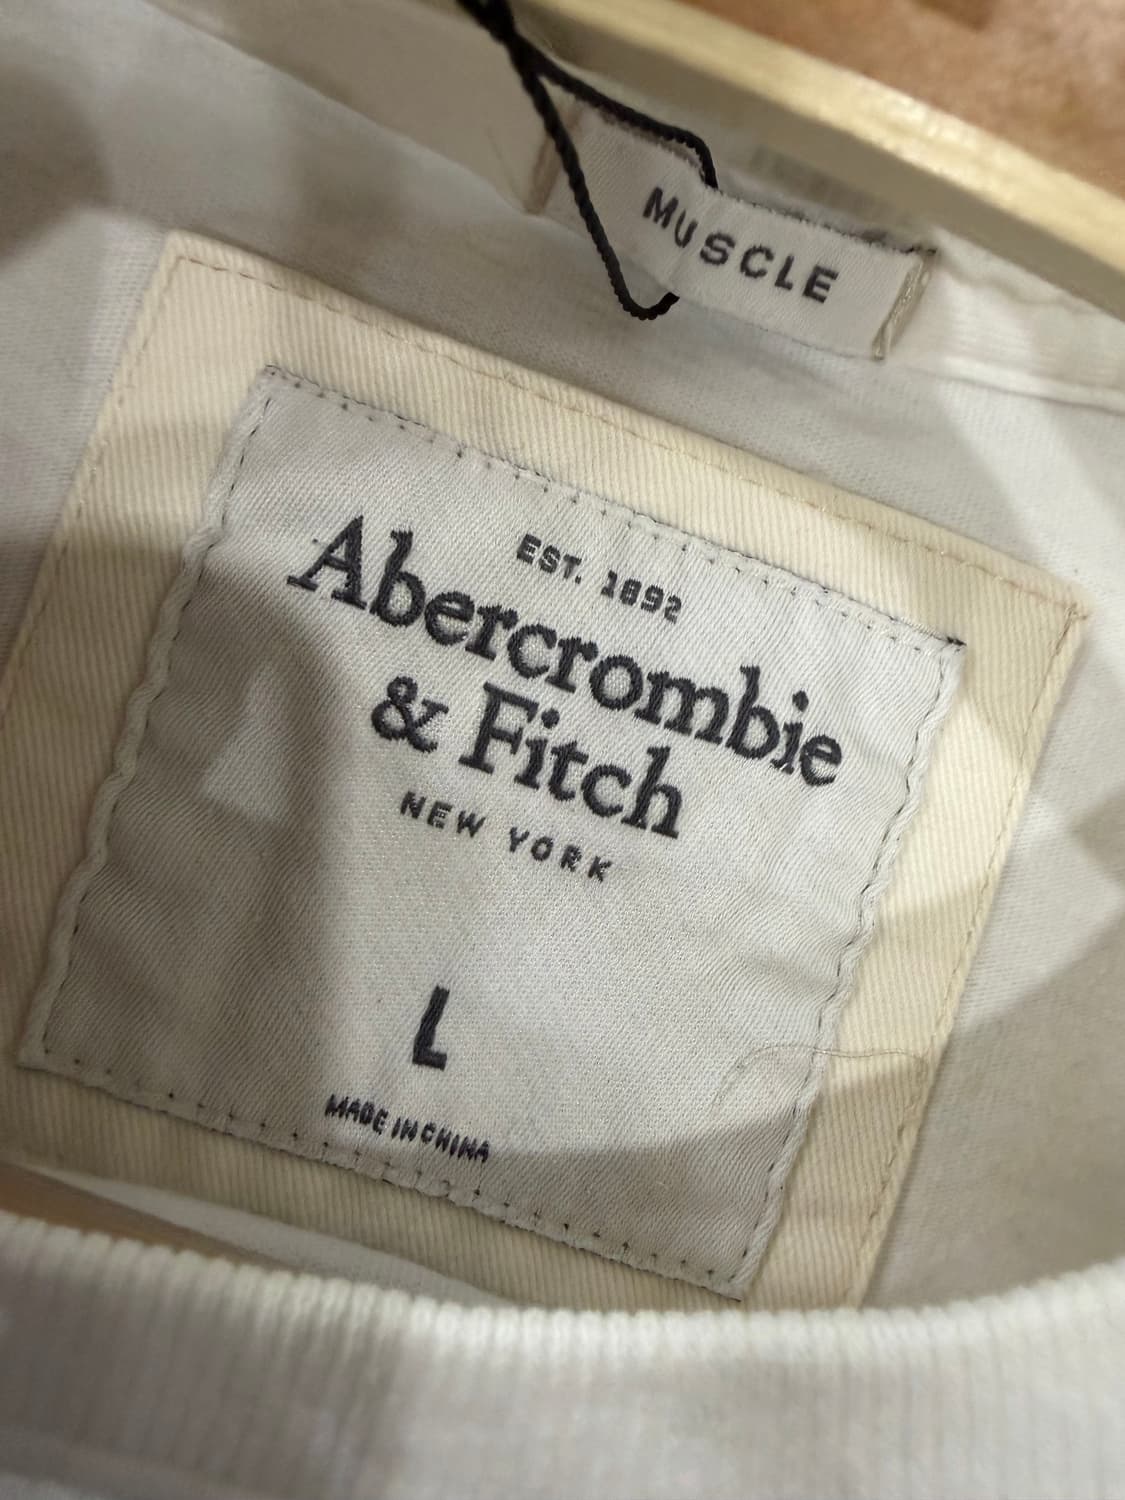 MUSCLE
EST. 1892
Abercrombie
& Fitch
NEW YORK
L
MADE IN CHINA